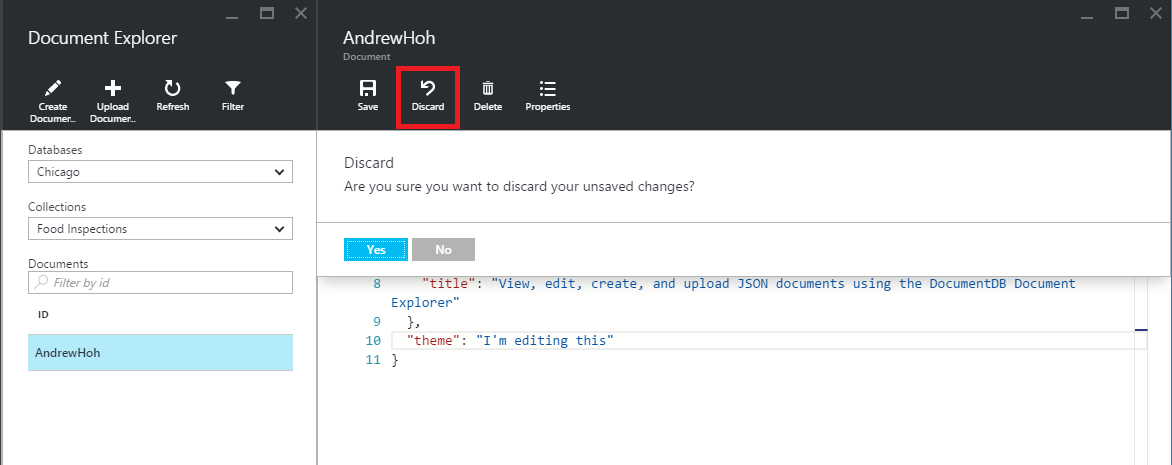 Document Explorer
Create Documer..
Upload Documer..
Refresh
Filter
Databases
Chicago
Collections
Food Inspections
Documents
Filter by id
ID
AndrewHoh
AndrewHoh
Document
Save
Discard
Delete
Properties
Discard
Are you sure you want to discard your unsaved changes?
Yes
No
8 "title": "View, edit, create, and upload JSON documents using the DocumentDB Document
Explorer"
9 },
10 "theme": "I'm editing this"
11 }